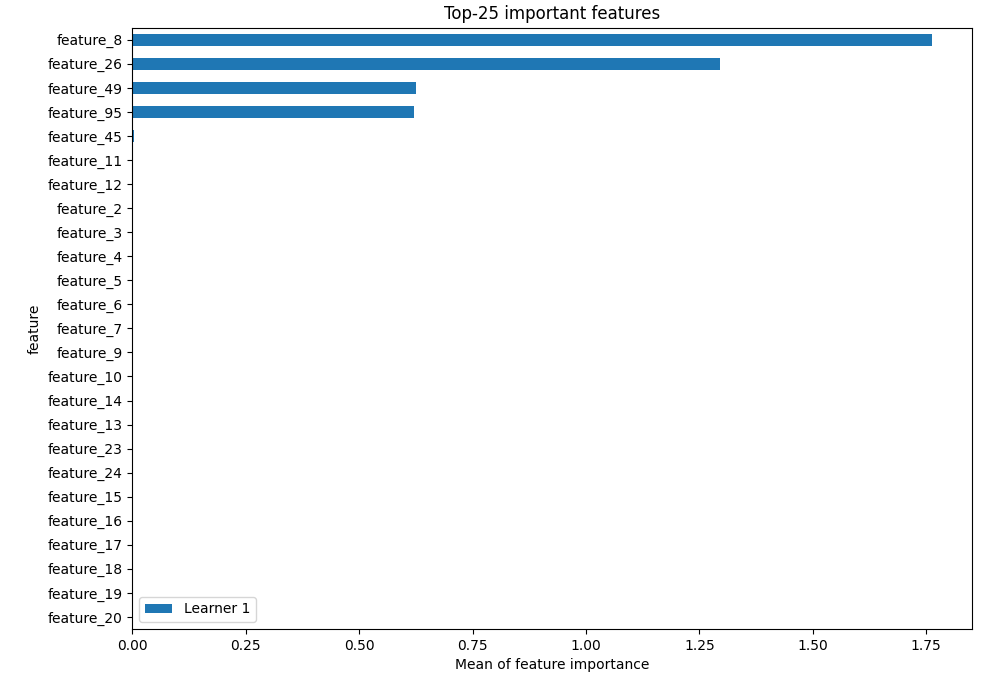 Top-25 important features
feature_8
feature_26
feature_49
feature_95
feature_45
feature_11
feature_12
feature_2
feature_3
feature_4
feature_5
feature_6
feature_7
feature_9
feature_10
feature_14
feature_13
feature_23
feature_24
feature_15
feature_16
feature_17
feature_18
feature_19
feature_20
feature
Learner 1
0.00 0.25 0.50 0.75 1.00 1.25 1.50 1.75
Mean of feature importance